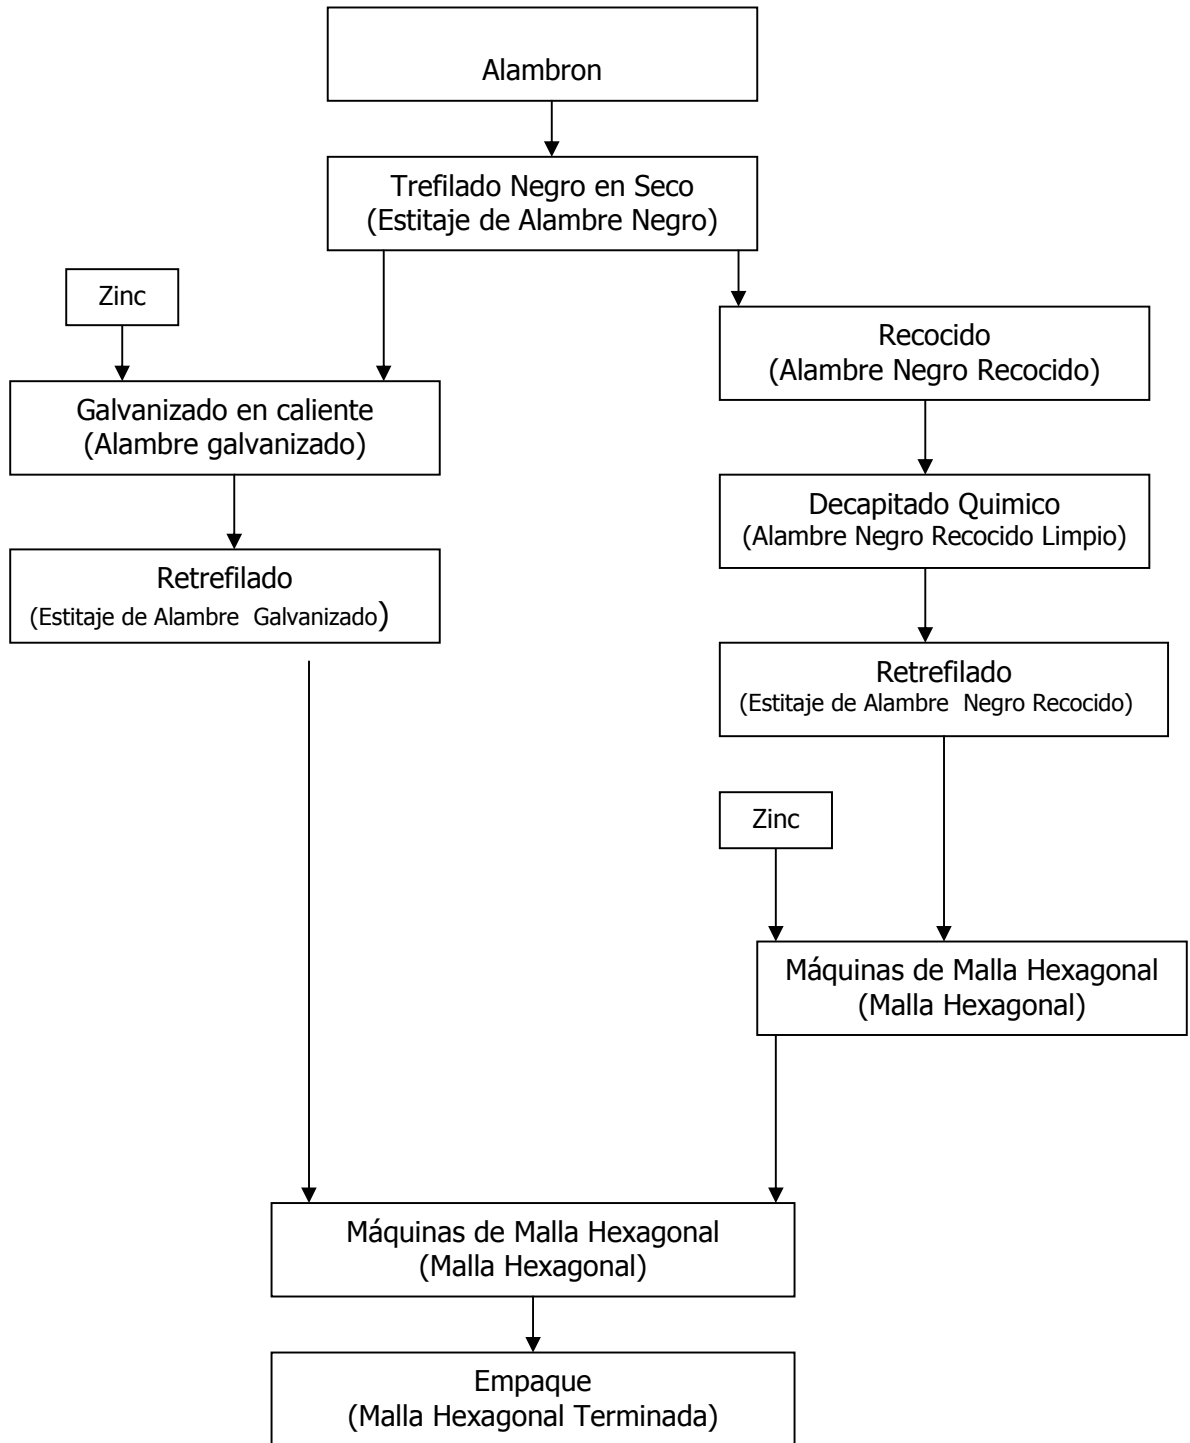 Alambron
Trefilado Negro en Seco
(Estitaje de Alambre Negro)
Zinc
Galvanizado en caliente
(Alambre galvanizado)
Retrefilado
(Estitaje de Alambre Galvanizado)
Recocido
(Alambre Negro Recocido)
Decapitado Quimico
(Alambre Negro Recocido Limpio)
Retrefilado
(Estitaje de Alambre Negro Recocido)
Zinc
Máquinas de Malla Hexagonal
(Malla Hexagonal)
Máquinas de Malla Hexagonal
(Malla Hexagonal)
Empaque
(Malla Hexagonal Terminada)